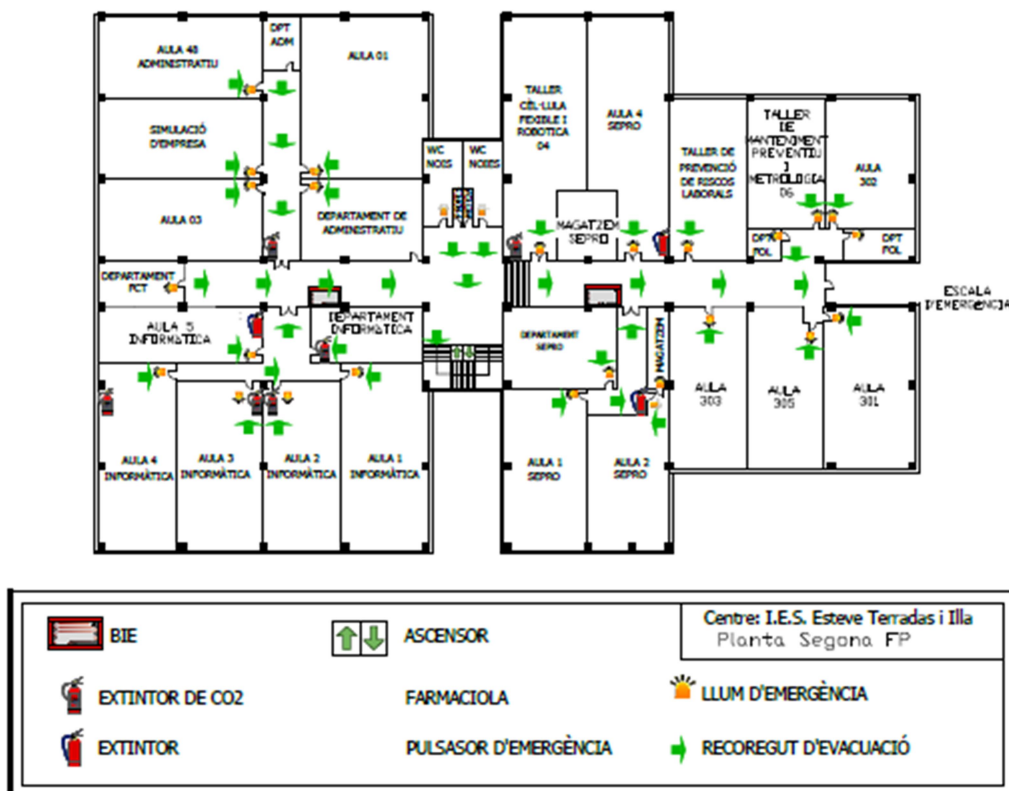 AULA 48
ADMINISTRATIU
DPT
ADM
AULA 01
SIMULACIÓ
D'EMPRESA
AULA 03
DEPARTAMENT DE
ADMINISTRATIU
DEPARTAMENT
FCT
AULA 5
INFORMÀTICA
DEPARTAMENT
INFORMÀTICA
AULA 4
INFORMÀTICA
AULA 3
INFORMÀTICA
AULA 2
INFORMÀTICA
AULA 1
INFORMÀTICA
WC
NOIS
WC
NOIES
TALLER
CÈL·LULA
FEXIBLE I
ROBOTICA
04
AULA 4
SEPRO
MAGATZEM
SEPRO
TALLER DE
PREVENCIÓ
DE RISCOS
LABORALS
TALLER
DE
MANTENIMENT
PREVENTIU
I
METROLOGIA
06
AULA
302
DPT
FOL
DPT
FOL
ESCALA
D'EMERGÈNCIA
DEPARTAMENT
SEPRO
MAGATZEM
AULA 1
SEPRO
AULA 2
SEPRO
AULA
303
AULA
305
AULA
301
BIE
ASCENSOR
Centre: I.E.S. Esteve Terradas i Illa
Planta Segona FP
EXTINTOR DE CO2
FARMACIOLA
LLUM D'EMERGÈNCIA
EXTINTOR
PULSASOR D'EMERGÈNCIA
RECOREGUT D'EVACUACIÓ